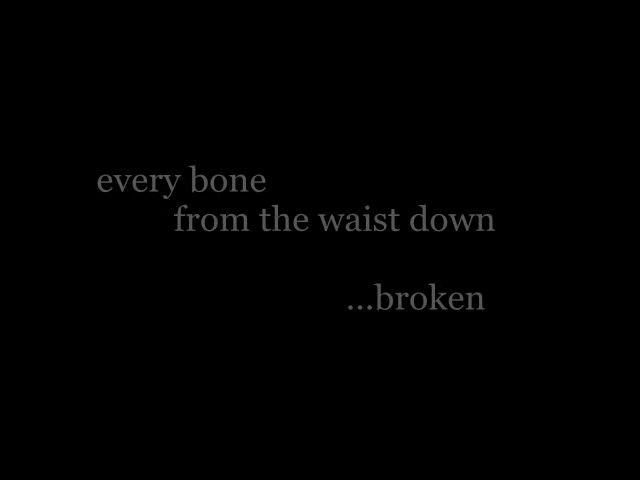 every bone
from the waist down
...broken